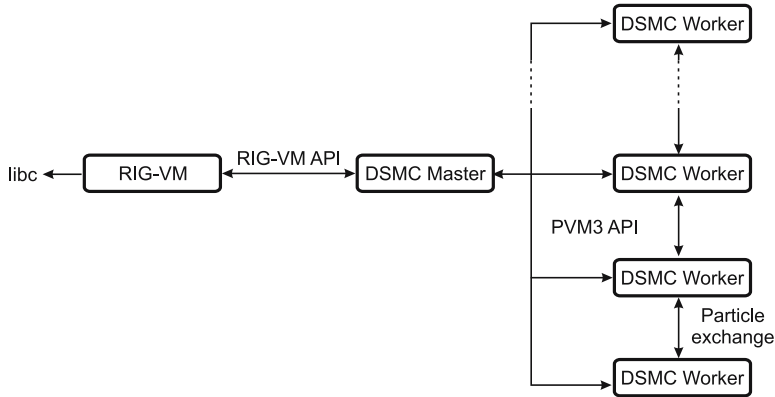 DSMC Worker
RIG-VM API
libc
RIG-VM
DSMC Master
DSMC Worker
PVM3 API
DSMC Worker
Particle
exchange
DSMC Worker